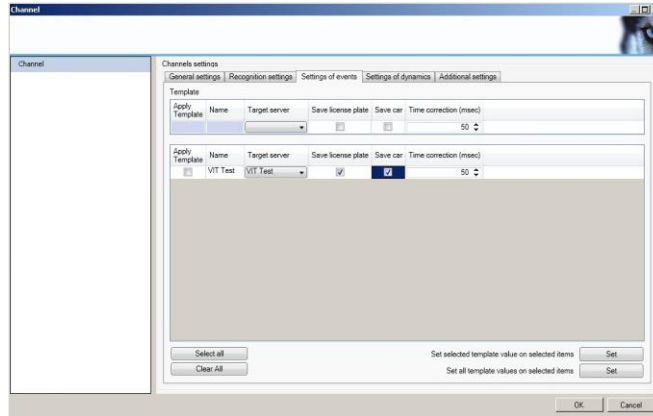 Channel
Channel
Channels settings
General settings Recognition settings Settings of events Settings of dynamics Additional settings
Template
Apply Template Name Target server Save license plate Save car Time correction (msec)
50
Apply Template Name Target server Save license plate Save car Time correction (msec)
VIT Test VIT Test 50
Select all Set selected template value on selected items Set
Clear All Set all template values on selected items Set
OK Cancel